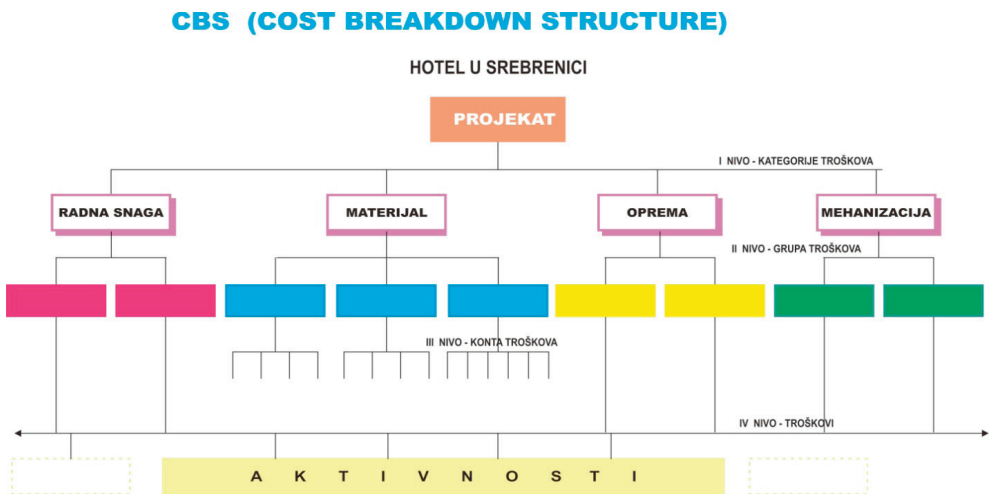 CBS (COST BREAKDOWN STRUCTURE)
HOTEL U SREBRENICI
PROJEKAT
I NIVO - KATEGORIJE TROŠKOVA
RADNA SNAGA
MATERIJAL
OPREMA
MEHANIZACIJA
II NIVO - GRUPA TROŠKOVA
III NIVO - KONTA TROŠKOVA
IV NIVO - TROŠKOVI
A K T I V N O S T I